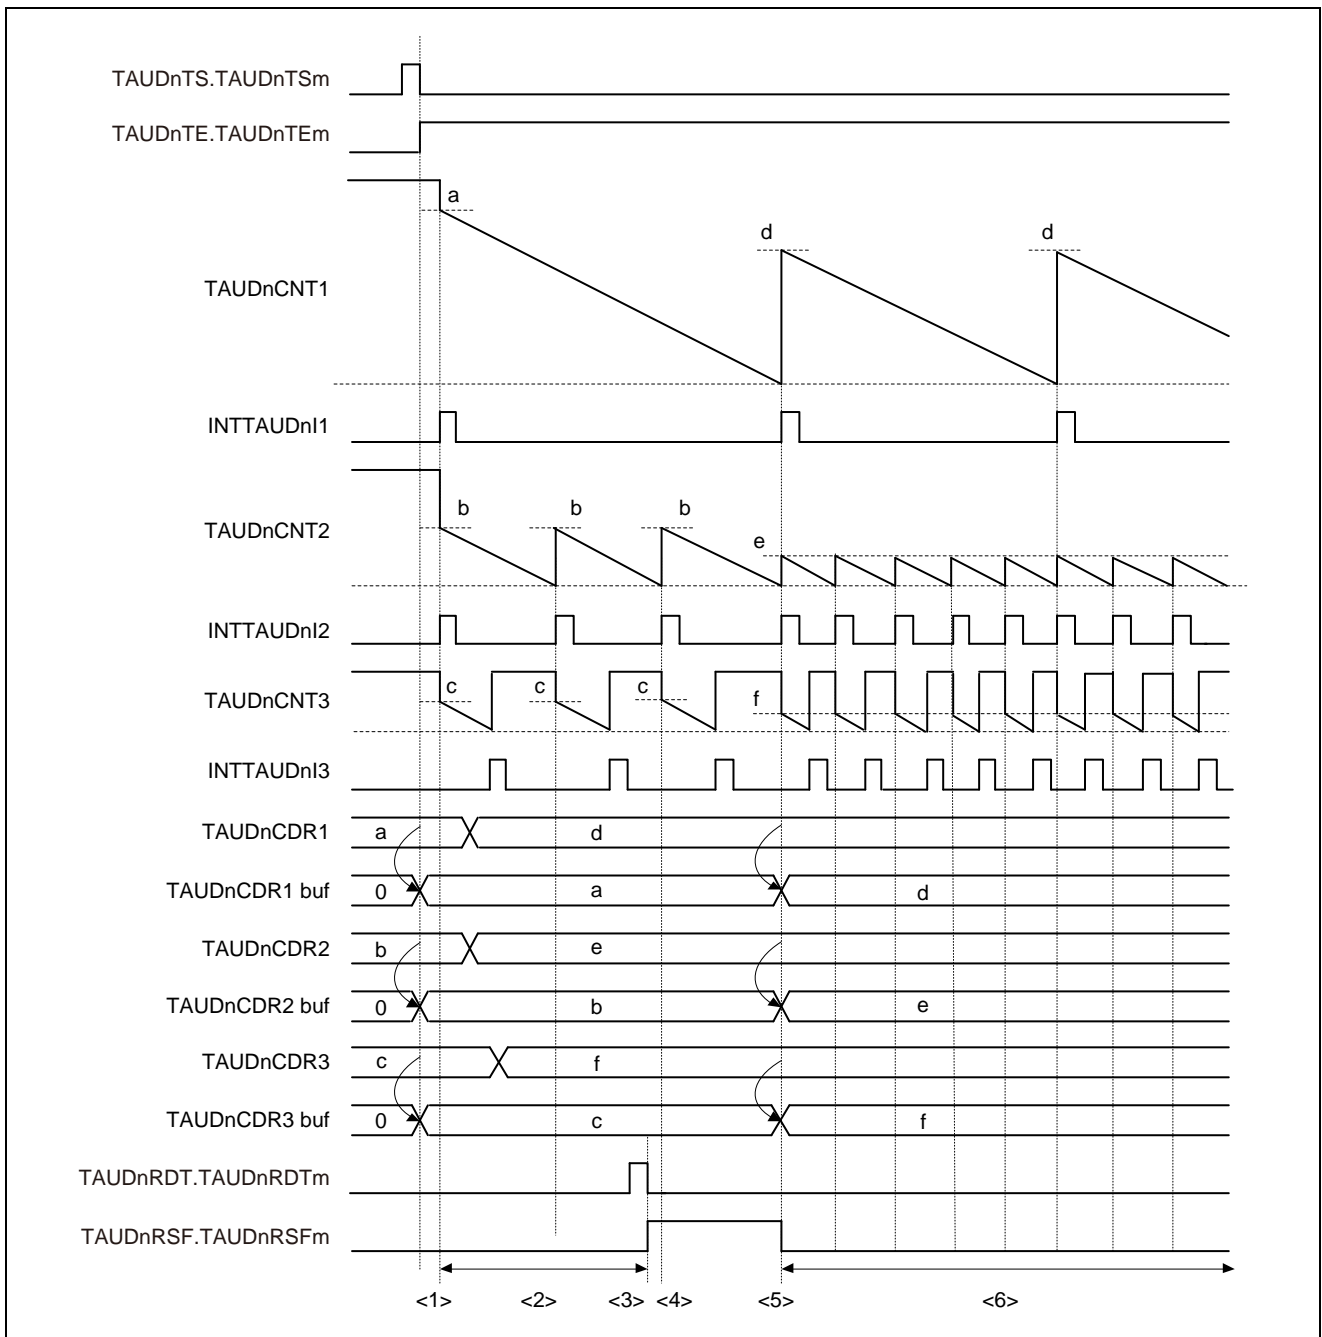 TAUDnTS.TAUDnTSm
TAUDnTE.TAUDnTEm
a
d
d
TAUDnCNT1
INTTAUDnI1
b
b
b
TAUDnCNT2
e
INTTAUDnI2
c
c
c
f
TAUDnCNT3
INTTAUDnI3
TAUDnCDR1
a
d
TAUDnCDR1 buf
0
a
d
TAUDnCDR2
b
e
TAUDnCDR2 buf
0
b
e
TAUDnCDR3
c
f
TAUDnCDR3 buf
0
c
f
TAUDnRDT.TAUDnRDTm
TAUDnRSF.TAUDnRSFm
<1> <2> <3> <4> <5> <6>